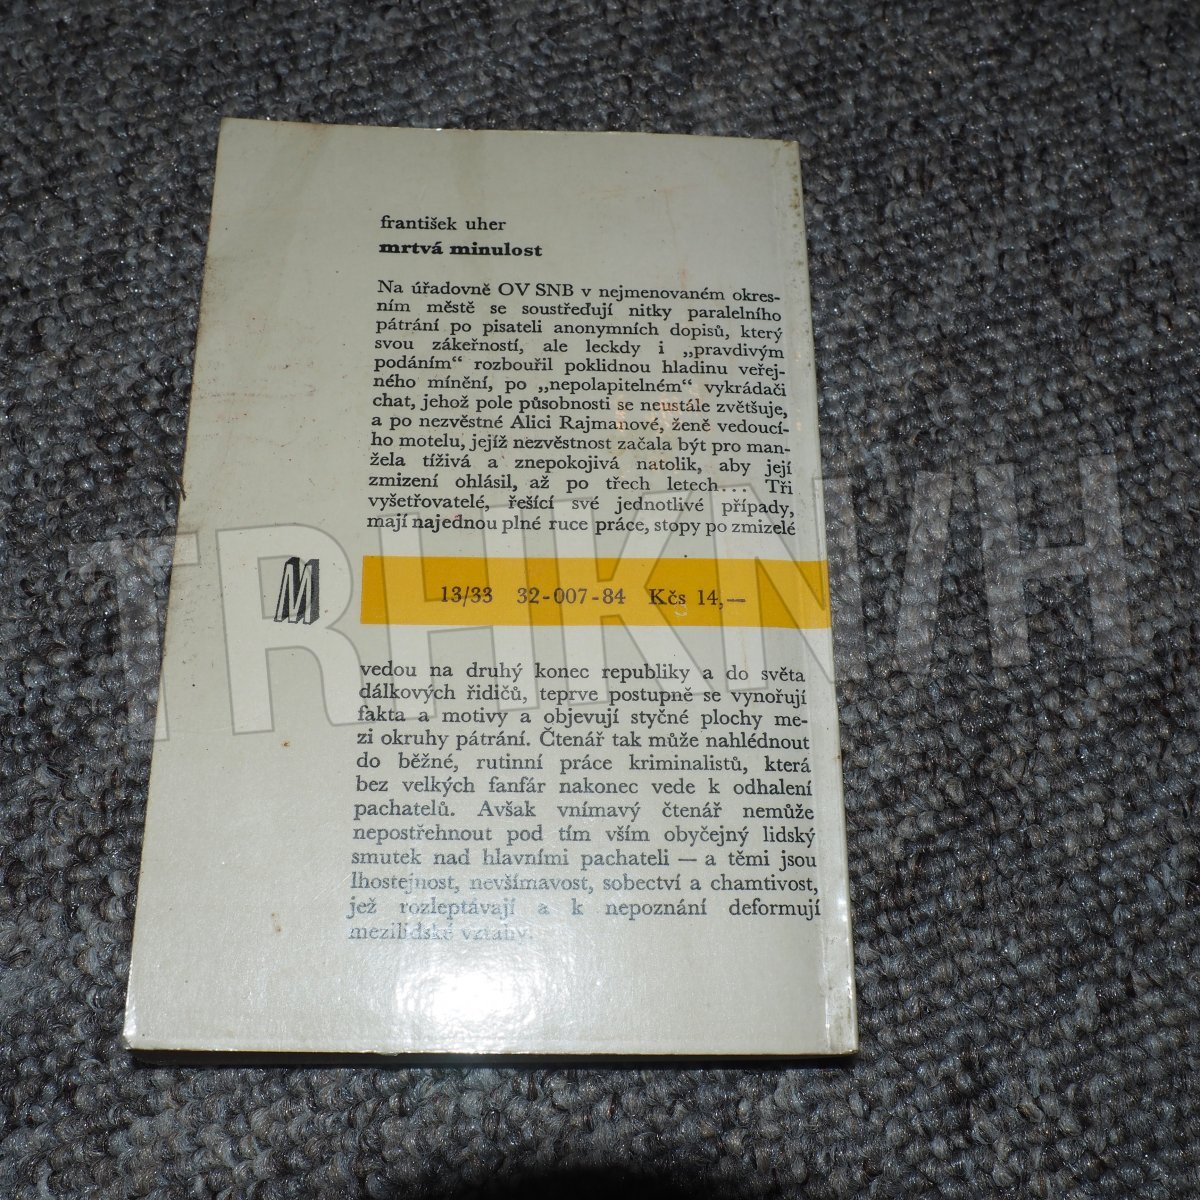 františek uher
mrtvá minulost
Na úřadovně OV SNB v nejmenovaném okres-
ním městě se soustřeďují nitky paralelního
pátrání po pisateli anonymních dopisů, který
svou zákeřností, ale leckdy i „pravdivým
podáním“ rozbouřil poklidnou hladinu veřej-
ného mínění, po „nepolapitelném“ vykrádači
chat, jehož pole působnosti se neustále zvětšuje,
a po nezvěstné Alici Rajmanové, ženě vedoucí-
ho motelu, jejíž nezvěstnost začala být pro man-
žela tíživá a znepokojivá natolik, aby její
zmizení ohlásil, až po třech letech... Tři
vyšetřovatelé, řešící své jednotlivé případy,
mají najednou plné ruce práce, stopy po zmizelé
M
13/33 32-007-84 Kčs 14,—
vedou na druhý konec republiky a do světa
dálkových řidičů, teprve postupně se vynořují
fakta a motivy a objevují styčné plochy me-
zi okruhy pátrání. Čtenář tak může nahlédnout
do běžné, rutinní práce kriminalistů, která
bez velkých fanfár nakonec vede k odhalení
pachatelů. Avšak vnímavý čtenář nemůže
nepostřehnout pod tím vším obyčejný lidský
smutek nad hlavními pachateli — a těmi jsou
lhostejnost, nevšímavost, sobectví a chamtivost,
jež rozleptávají a k nepoznání deformují
mezilidské vztahy.
TRHKNIH